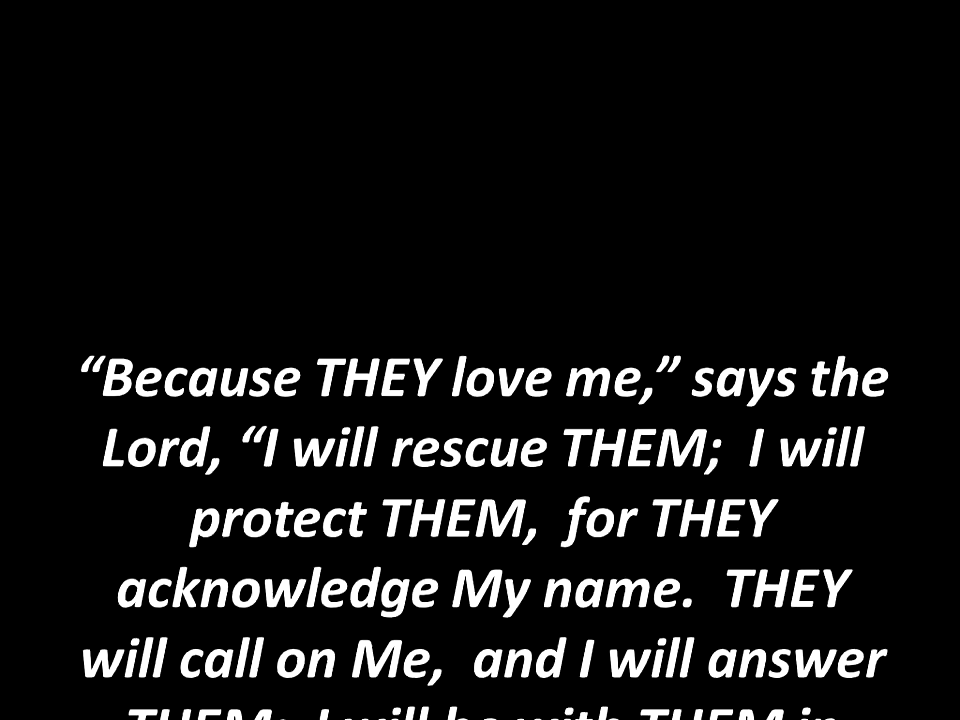 “Because THEY love me,” says the
Lord, “I will rescue THEM;  I will
protect THEM,  for THEY
acknowledge My name.  THEY
will call on Me,  and I will answer
THEM;  I will be with THEM in